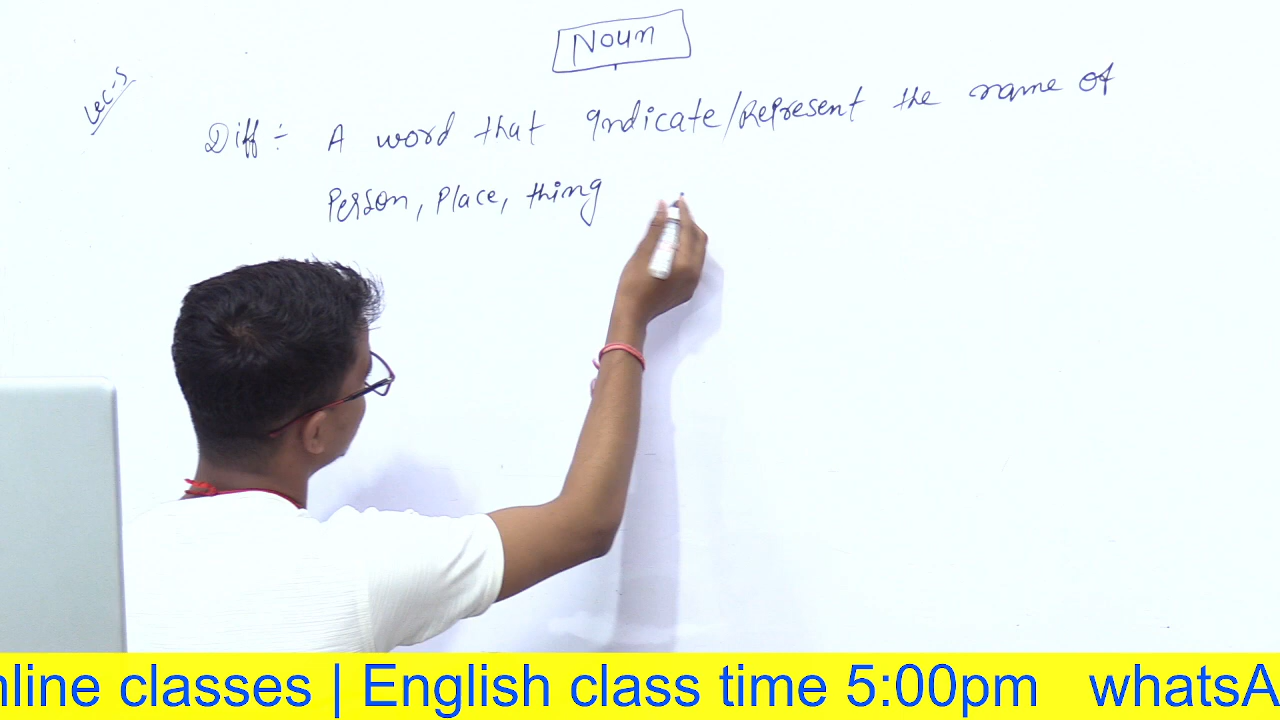 Noun
Lec-5
Diff :- A word that Indicate/Represent the name of
Person, Place, thing
nline classes | English class time 5:00pm whatsA